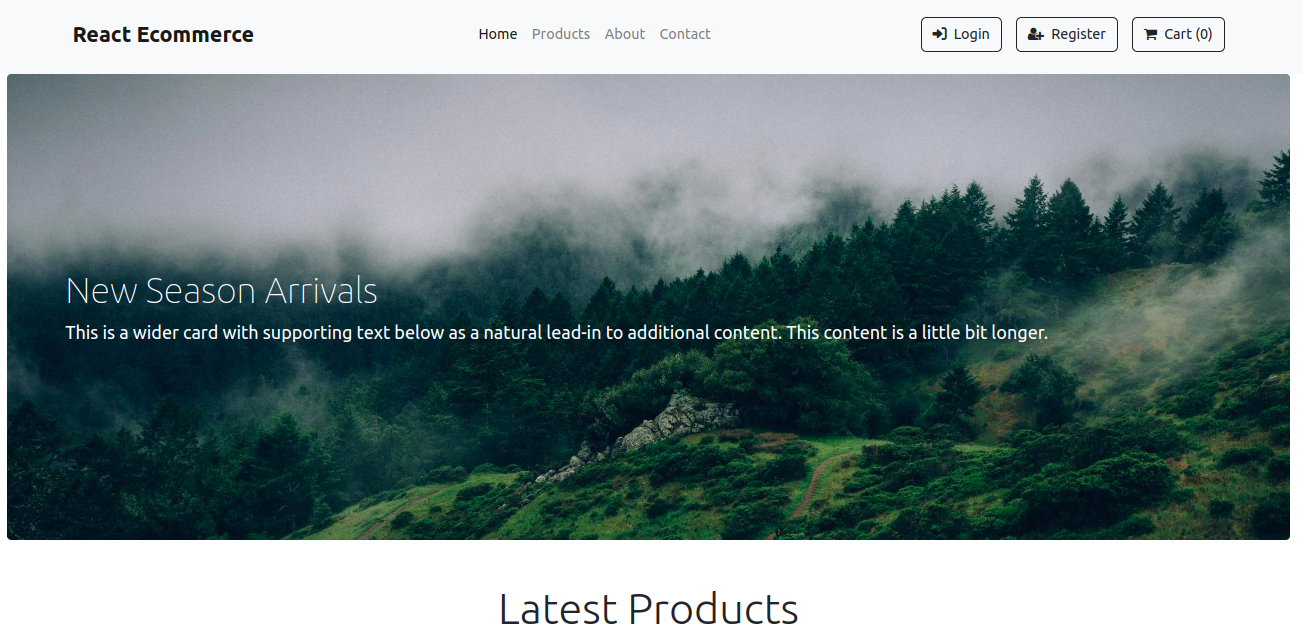 React Ecommerce
Home Products About Contact
Login Register Cart (0)
New Season Arrivals
This is a wider card with supporting text below as a natural lead-in to additional content. This content is a little bit longer.
Latest Products